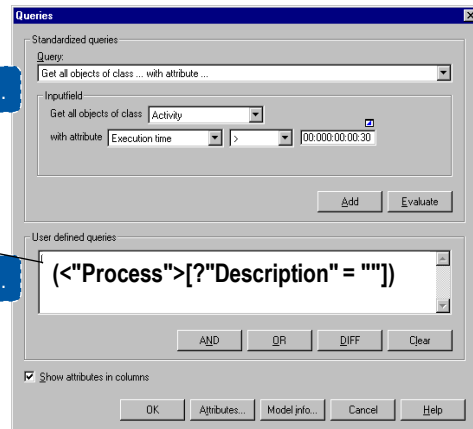 Queries
Standardized queries
Query:
Get all objects of class ... with attribute ...
Inputfield
Get all objects of class Activity
with attribute Execution time > 00:000:00:00:30
Add Evaluate
User defined queries
(<"Process">[?"Description" = ""])
AND OR DIFF Clear
Show attributes in columns
OK Attributes... Model info... Cancel Help